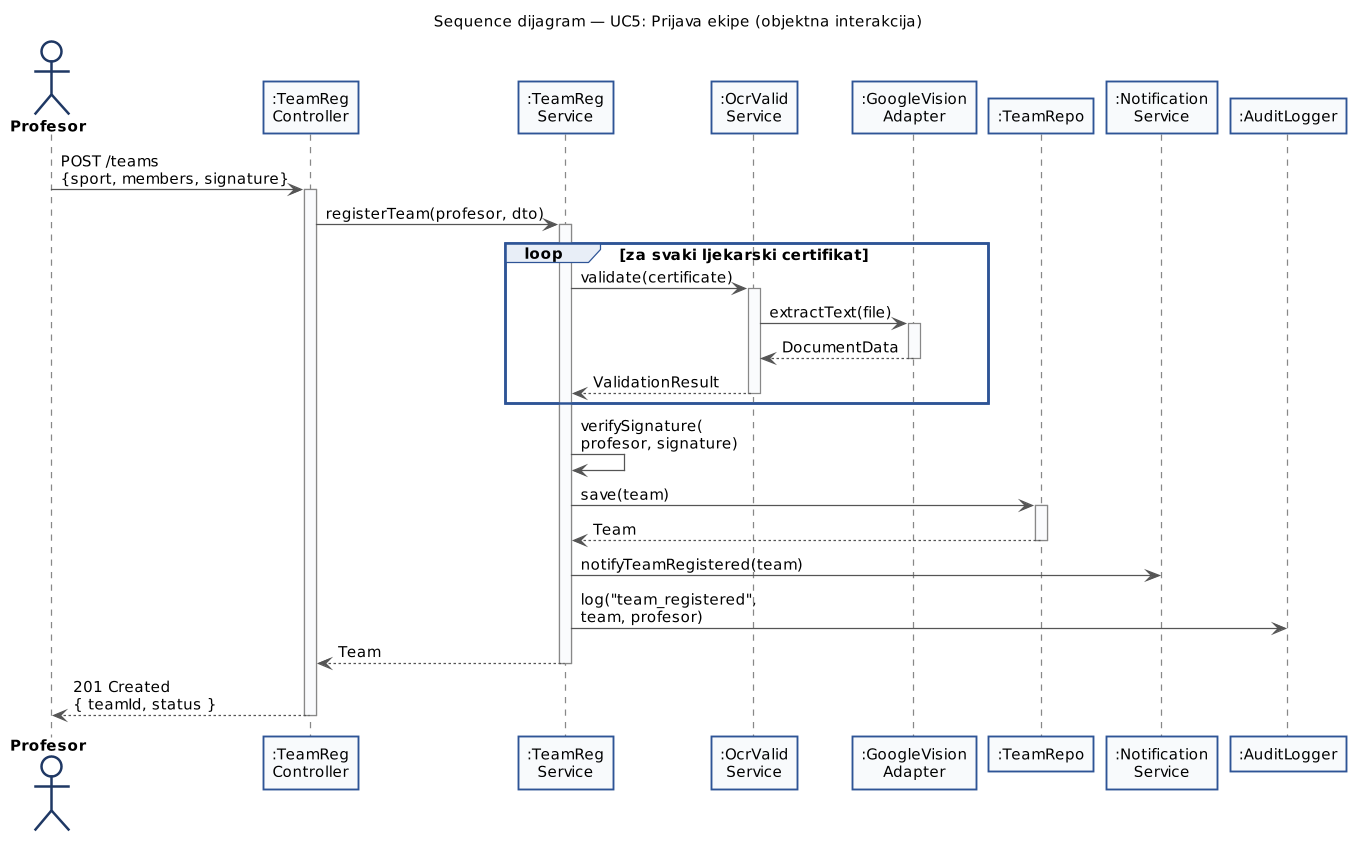 Sequence dijagram — UC5: Prijava ekipe (objektna interakcija)
Profesor
:TeamReg
Controller
:TeamReg
Service
:OcrValid
Service
:GoogleVision
Adapter
:TeamRepo
:Notification
Service
:AuditLogger
POST /teams
{sport, members, signature}
registerTeam(profesor, dto)
loop
[za svaki ljekarski certifikat]
validate(certificate)
extractText(file)
DocumentData
ValidationResult
verifySignature(
profesor, signature)
save(team)
Team
notifyTeamRegistered(team)
log("team_registered",
team, profesor)
Team
201 Created
{ teamId, status }
Profesor
:TeamReg
Controller
:TeamReg
Service
:OcrValid
Service
:GoogleVision
Adapter
:TeamRepo
:Notification
Service
:AuditLogger